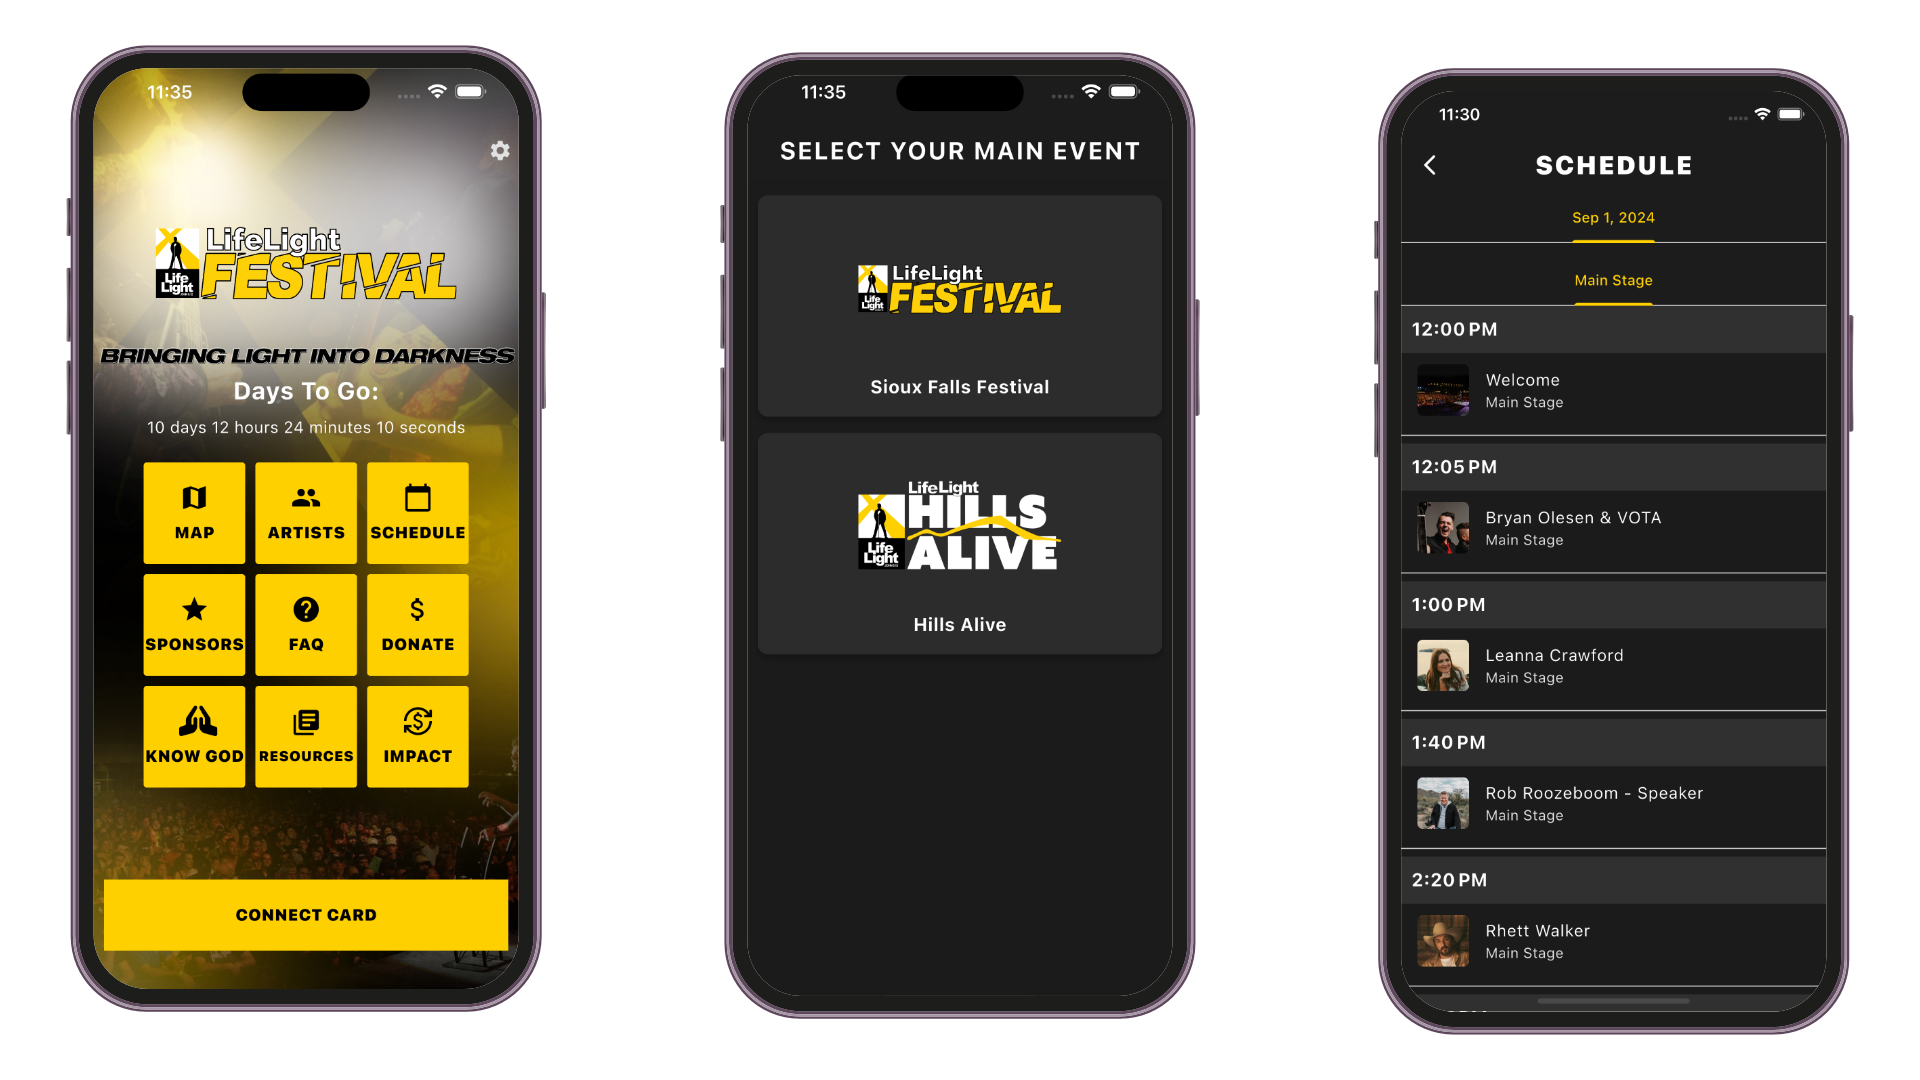 11:35
LifeLight
FESTIVAL
Life
Light
BRINGING LIGHT INTO DARKNESS
Days To Go:
10 days 12 hours 24 minutes 10 seconds
MAP
ARTISTS
SCHEDULE
SPONSORS
FAQ
DONATE
KNOW GOD
RESOURCES
IMPACT
CONNECT CARD
11:35
SELECT YOUR MAIN EVENT
LifeLight
FESTIVAL
Life
Light
Sioux Falls Festival
LifeLight
HILLS
ALIVE
Life
Light
Hills Alive
11:30
SCHEDULE
Sep 1, 2024
Main Stage
12:00 PM
Welcome
Main Stage
12:05 PM
Bryan Olesen & VOTA
Main Stage
1:00 PM
Leanna Crawford
Main Stage
1:40 PM
Rob Roozeboom - Speaker
Main Stage
2:20 PM
Rhett Walker
Main Stage